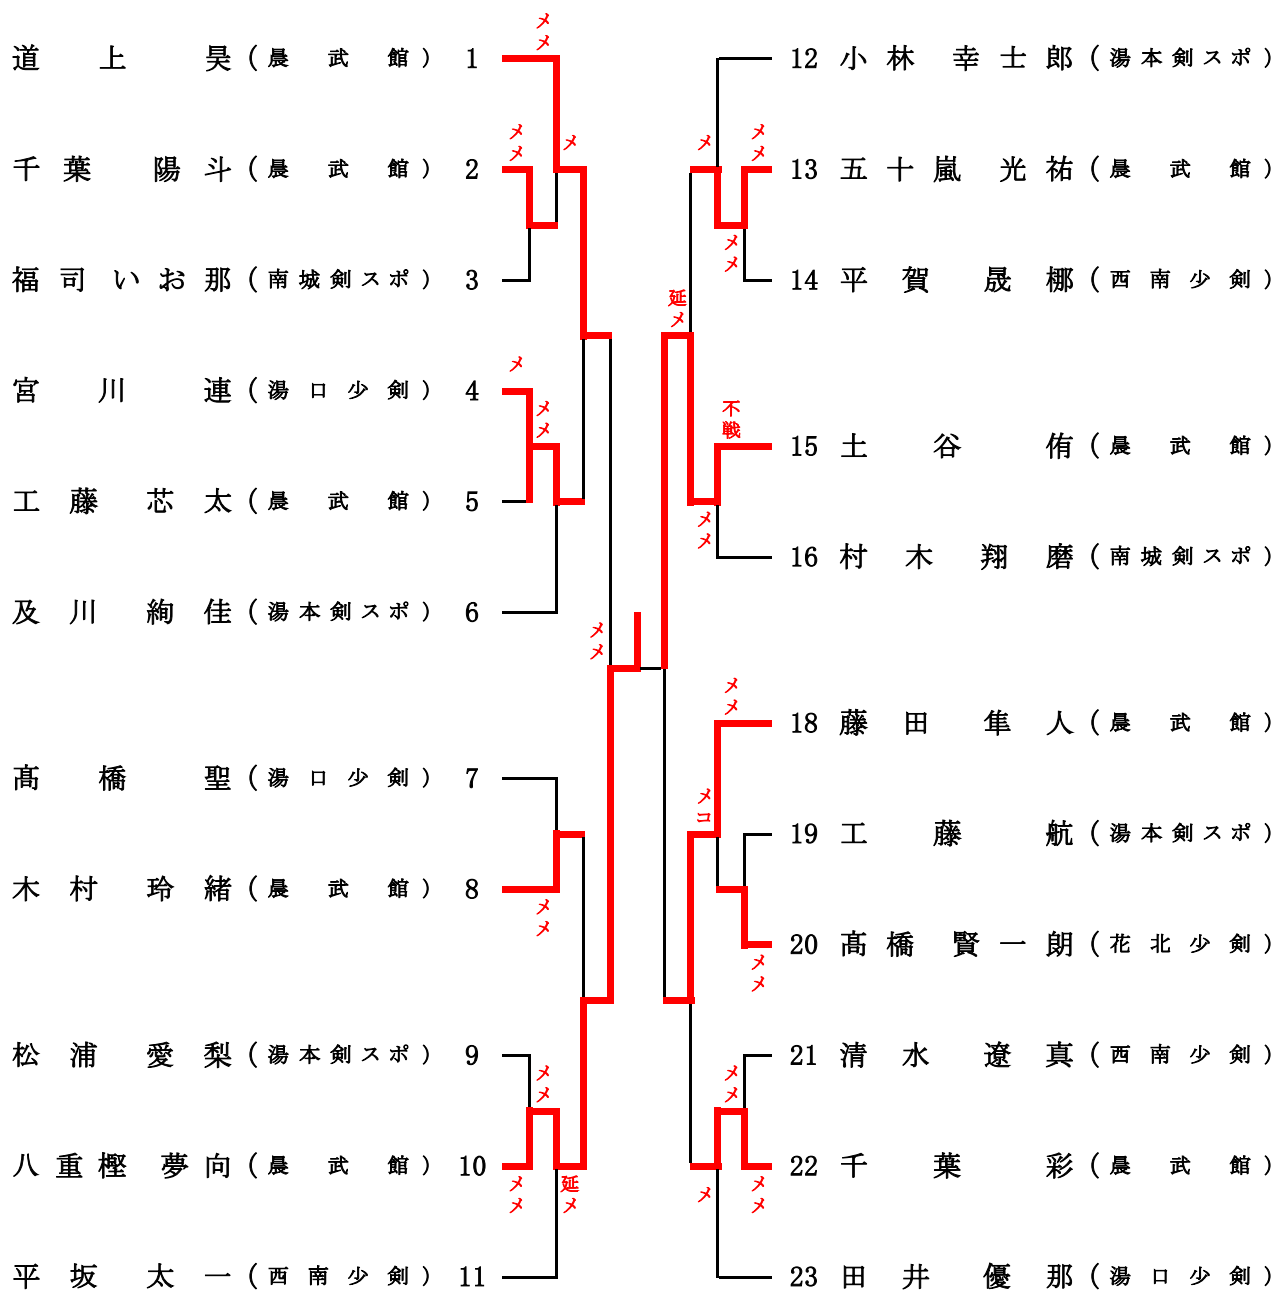 道上 昊 (晨武館) 1
千葉 陽斗 (晨武館) 2
福司 いお那 (南城剣スポ) 3
宮川 連 (湯口少剣) 4
工藤 芯太 (晨武館) 5
及川 絢佳 (湯本剣スポ) 6
髙橋 聖 (湯口少剣) 7
木村 玲緒 (晨武館) 8
松浦 愛梨 (湯本剣スポ) 9
八重樫 夢向 (晨武館) 10
平坂 太一 (西南少剣) 11
メメ
メメ
メ
メ
メメ
メメ
メメ
メメ
メメ
延メ
12 小林 幸士郎 (湯本剣スポ)
13 五十嵐 光祐 (晨武館)
14 平賀 晟梛 (西南少剣)
15 土谷 侑 (晨武館)
16 村木 翔磨 (南城剣スポ)
18 藤田 隼人 (晨武館)
19 工藤 航 (湯本剣スポ)
20 髙橋 賢一朗 (花北少剣)
21 清水 遼真 (西南少剣)
22 千葉 彩 (晨武館)
23 田井 優那 (湯口少剣)
メ
メメ
メメ
延メ
不戦
メメ
メメ
メコ
メメ
メメ
メメ
メ